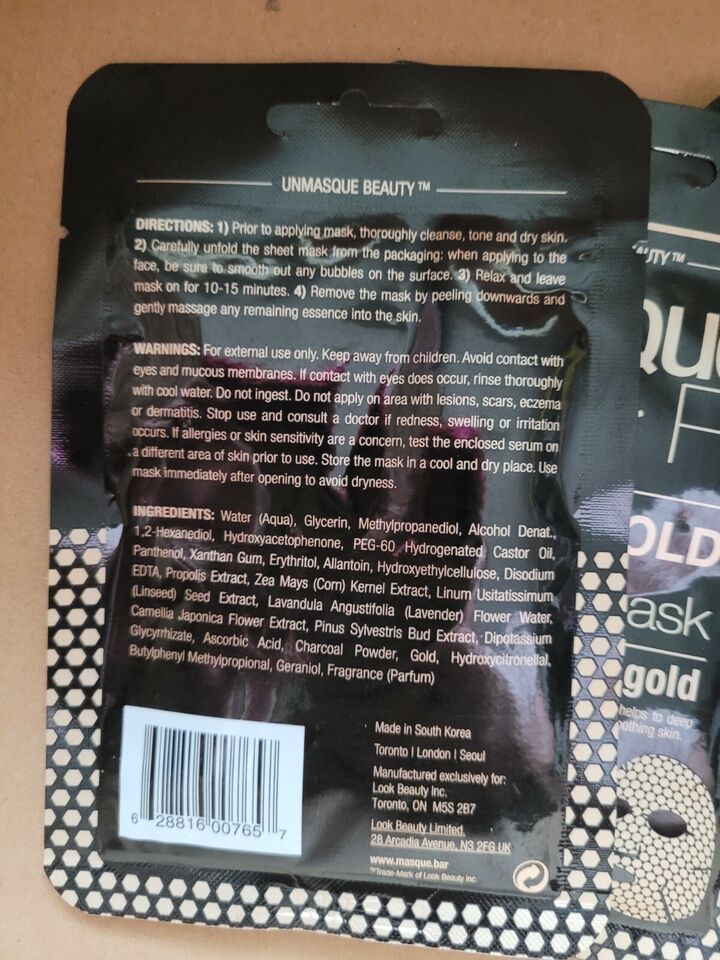 UNMASQUE BEAUTY™
DIRECTIONS: 1) Prior to applying mask, thoroughly cleanse, tone and dry skin.
2) Carefully unfold the sheet mask from the packaging: when applying to the
face, be sure to smooth out any bubbles on the surface. 3) Relax and leave
mask on for 10-15 minutes. 4) Remove the mask by peeling downwards and
gently massage any remaining essence into the skin.
WARNINGS: For external use only. Keep away from children. Avoid contact with
eyes and mucous membranes. If contact with eyes does occur, rinse thoroughly
with cool water. Do not ingest. Do not apply on area with lesions, scars, eczema
or dermatitis. Stop use and consult a doctor if redness, swelling or irritation
occurs. If allergies or skin sensitivity are a concern, test the enclosed serum on
a different area of skin prior to use. Store the mask in a cool and dry place. Use
mask immediately after opening to avoid dryness.
INGREDIENTS: Water (Aqua), Glycerin, Methylpropanediol, Alcohol Denat.,
1,2-Hexanediol, Hydroxyacetophenone, PEG-60 Hydrogenated Castor Oil,
Panthenol, Xanthan Gum, Erythritol, Allantoin, Hydroxyethylcellulose, Disodium
EDTA, Propolis Extract, Zea Mays (Corn) Kernel Extract, Linum Usitatissimum
(Linseed) Seed Extract, Lavandula Angustifolia (Lavender) Flower Water,
Camellia Japonica Flower Extract, Pinus Sylvestris Bud Extract, Dipotassium
Glycyrrhizate, Ascorbic Acid, Charcoal Powder, Gold, Hydroxycitronellal,
Butylphenyl Methylpropional, Geraniol, Fragrance (Parfum)
6 28816 00765 7
Made in South Korea
Toronto | London | Seoul
Manufactured exclusively for:
Look Beauty Inc.
Toronto, ON M5S 2B7
Look Beauty Limited,
28 Arcadia Avenue, N3 2FG UK
www.masque.bar
™Trade-Mark of Look Beauty Inc.
AUTY™
OLD
ask
gold
helps to deep
oothing skin.